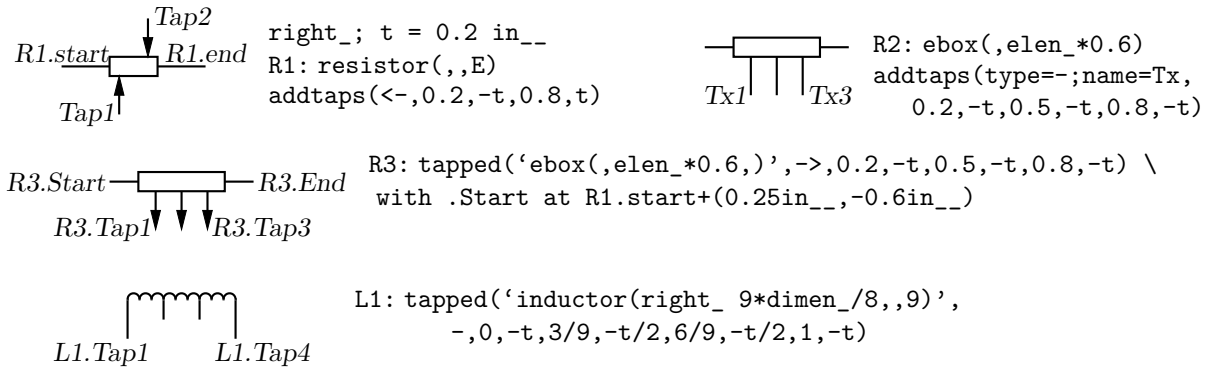 Tap2
R1.start R1.end
Tap1
right_; t = 0.2 in__
R1: resistor(,,E)
addtaps(<-,0.2,-t,0.8,t)
Tx1 Tx3
R2: ebox(,elen_*0.6)
addtaps(type=-;name=Tx,
0.2,-t,0.5,-t,0.8,-t)
R3.Start R3.End
R3.Tap1 R3.Tap3
R3: tapped(‘ebox(,elen_*0.6,)’,->,0.2,-t,0.5,-t,0.8,-t) \
with .Start at R1.start+(0.25in__,-0.6in__)
L1.Tap1 L1.Tap4
L1: tapped(‘inductor(right_ 9*dimen_/8,,9)’,
-,0,-t,3/9,-t/2,6/9,-t/2,1,-t)